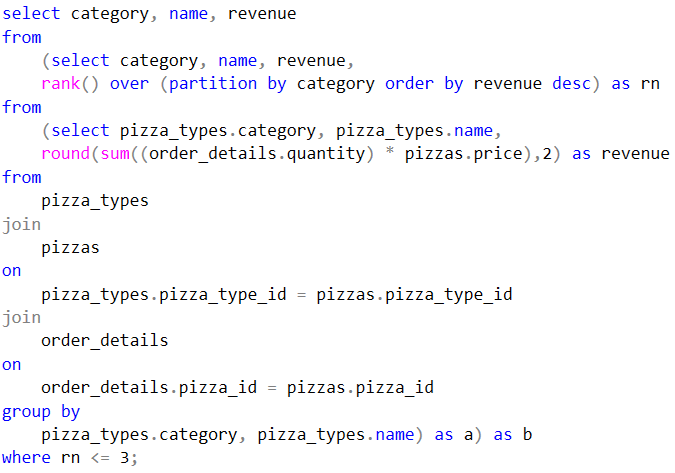 select category, name, revenue
from
(select category, name, revenue,
rank() over (partition by category order by revenue desc) as rn
from
(select pizza_types.category, pizza_types.name,
round(sum((order_details.quantity) * pizzas.price),2) as revenue
from
pizza_types
join
pizzas
on
pizza_types.pizza_type_id = pizzas.pizza_type_id
join
order_details
on
order_details.pizza_id = pizzas.pizza_id
group by
pizza_types.category, pizza_types.name) as a) as b
where rn <= 3;